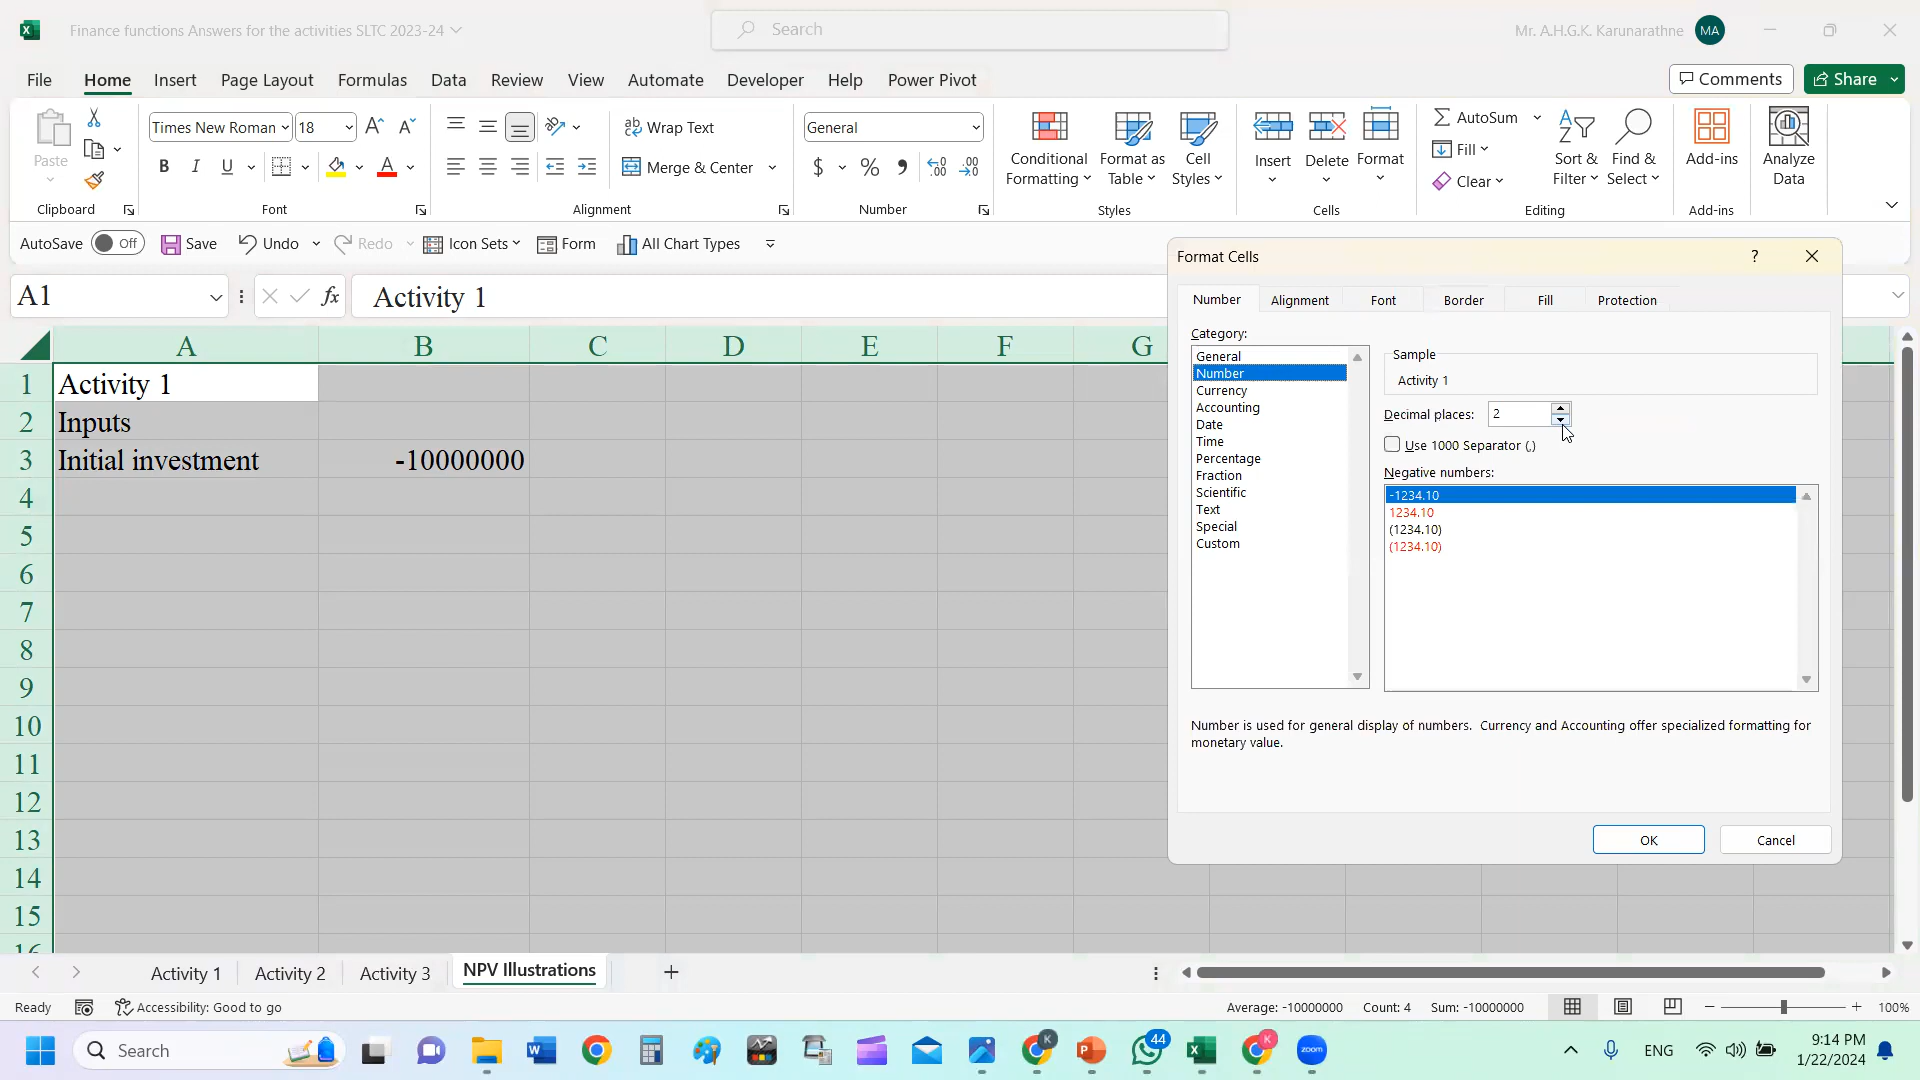 Finance functions Answers for the activities SLTC 2023-24
Search
Mr. A.H.G.K. Karunarathne
MA
File Home Insert Page Layout Formulas Data Review View Automate Developer Help Power Pivot
Comments
Share
Paste
Clipboard
Times New Roman 18
B I U
Font
Wrap Text
Merge & Center
Alignment
General
$ % ,
Number
Conditional Formatting
Format as Table
Cell Styles
Styles
Insert Delete Format
Cells
AutoSum
Fill
Clear
Sort & Filter
Find & Select
Editing
Add-ins
Add-ins
Analyze Data
AutoSave Off Save Undo Redo Icon Sets Form All Chart Types
A1
fx Activity 1
A B C D E F G
1 Activity 1
2 Inputs
3 Initial investment -10000000
4
5
6
7
8
9
10
11
12
13
14
15
16
Format Cells
?
Number Alignment Font Border Fill Protection
Category:
General
Number
Currency
Accounting
Date
Time
Percentage
Fraction
Scientific
Text
Special
Custom
Sample
Activity 1
Decimal places: 2
Use 1000 Separator (,)
Negative numbers:
-1234.10
1234.10
(1234.10)
(1234.10)
Number is used for general display of numbers. Currency and Accounting offer specialized formatting for
monetary value.
OK Cancel
Activity 1 Activity 2 Activity 3 NPV Illustrations +
Ready Accessibility: Good to go
Average: -10000000 Count: 4 Sum: -10000000
100%
Search
K
44
K
zoom
ENG
9:14 PM
1/22/2024